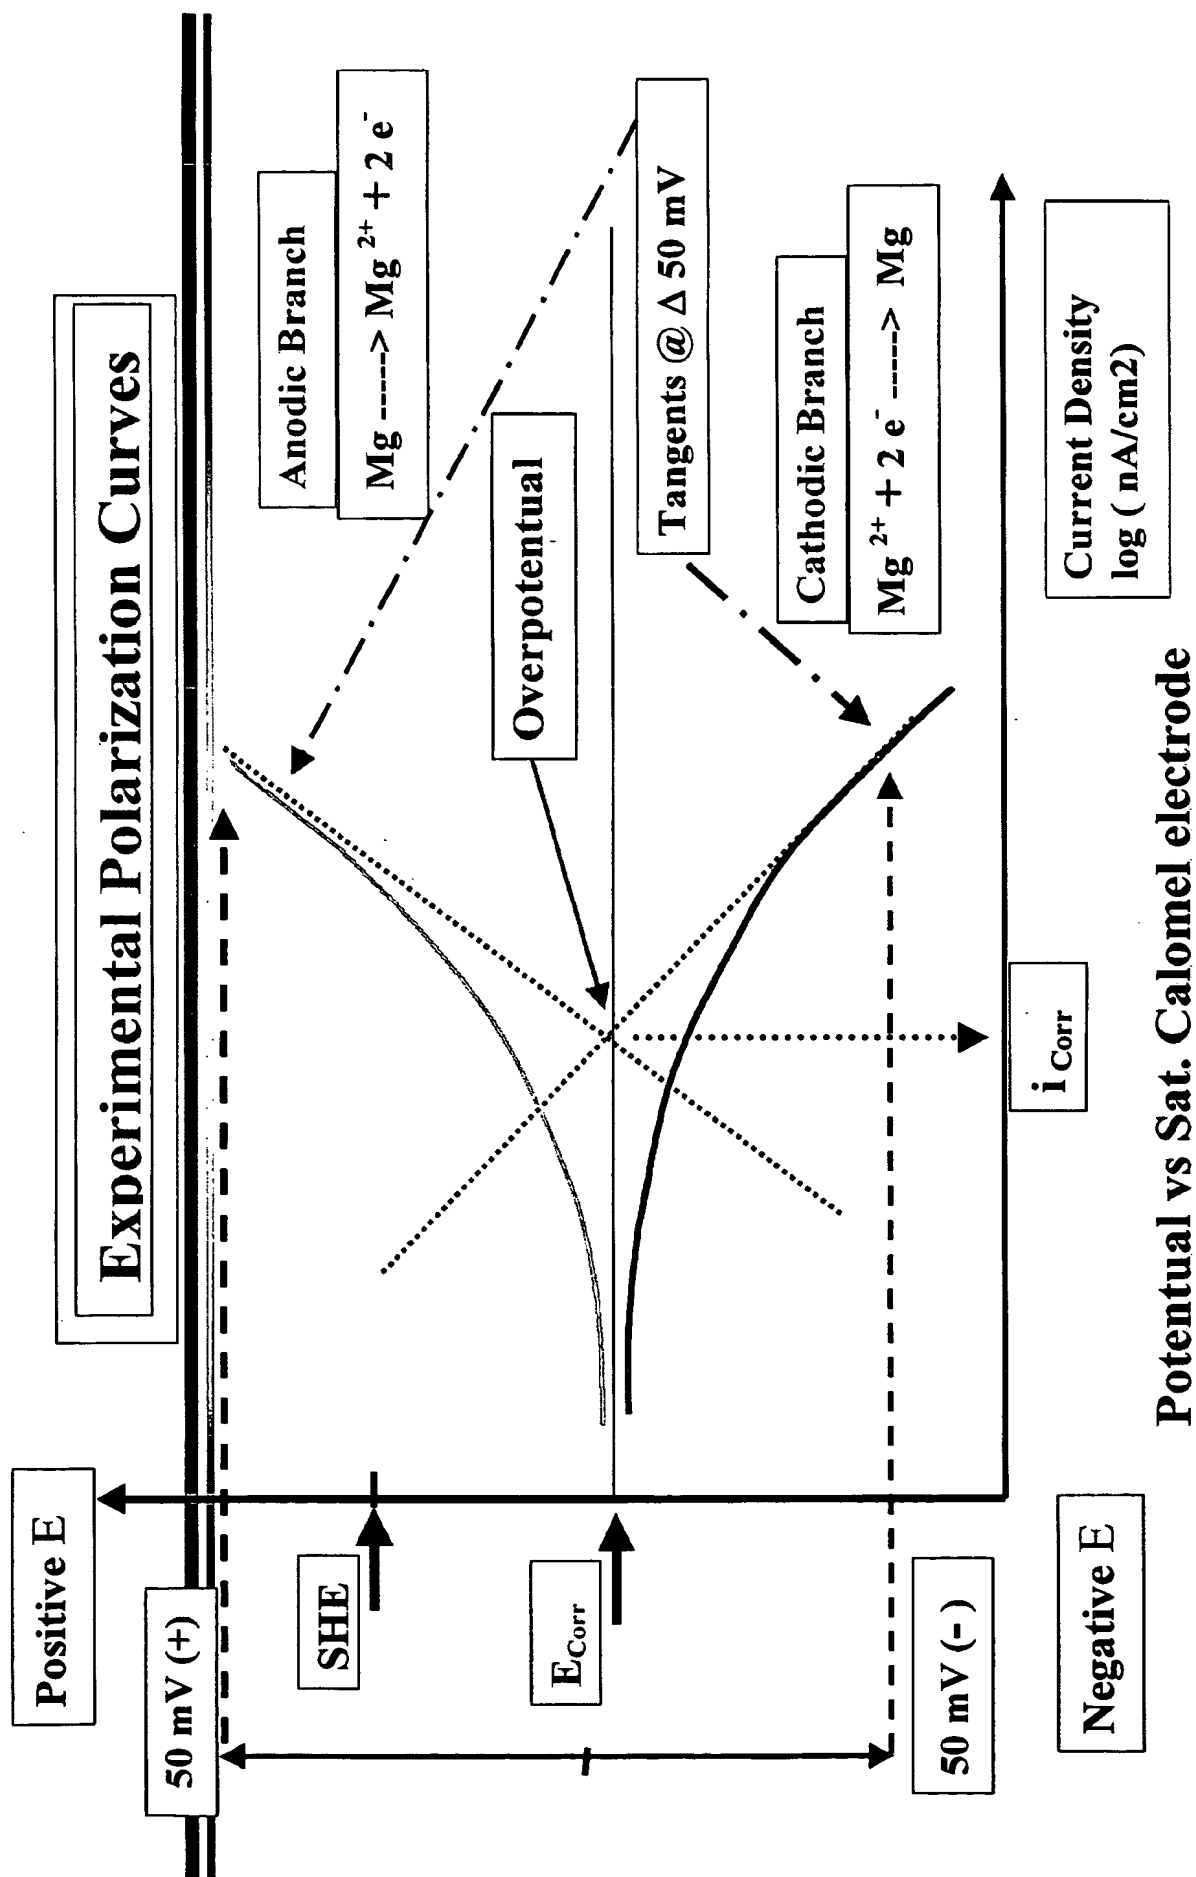 Experimental Polarization Curves
Positive E
50 mV (+)
SHE
E Corr
50 mV (-)
Negative E
Anodic Branch
Mg -----> Mg 2+ + 2 e-
Overpotentual
Tangents @ Δ 50 mV
Cathodic Branch
Mg 2+ + 2 e- -----> Mg
i Corr
Current Density
log ( nA/cm2)
Potentual vs Sat. Calomel electrode